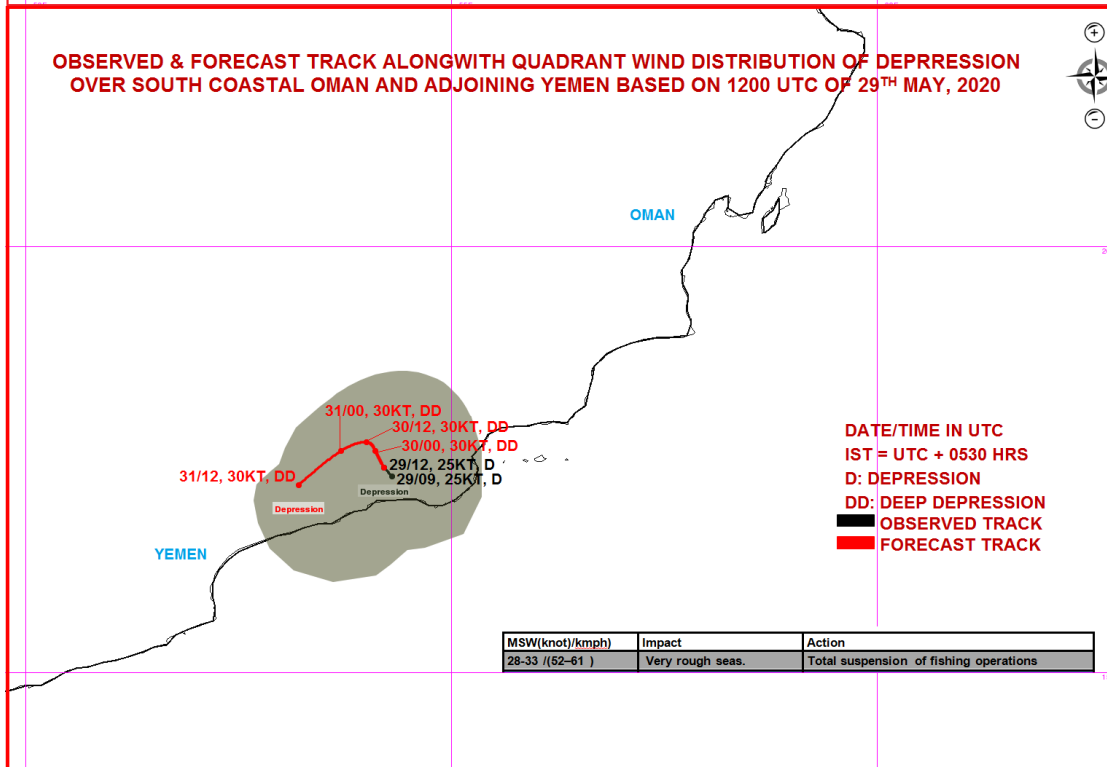 OBSERVED & FORECAST TRACK ALONGWITH QUADRANT WIND DISTRIBUTION OF DEPRRESSION
OVER SOUTH COASTAL OMAN AND ADJOINING YEMEN BASED ON 1200 UTC OF 29TH MAY, 2020
OMAN
31/00, 30KT, DD
30/12, 30KT, DD
30/00, 30KT, DD
29/12, 25KT, D
31/12, 30KT, DD
29/09, 25KT, D
Depression
Depression
YEMEN
DATE/TIME IN UTC
IST = UTC + 0530 HRS
D: DEPRESSION
DD: DEEP DEPRESSION
OBSERVED TRACK
FORECAST TRACK
MSW(knot)/kmph) Impact Action
28-33 /(52–61 ) Very rough seas. Total suspension of fishing operations